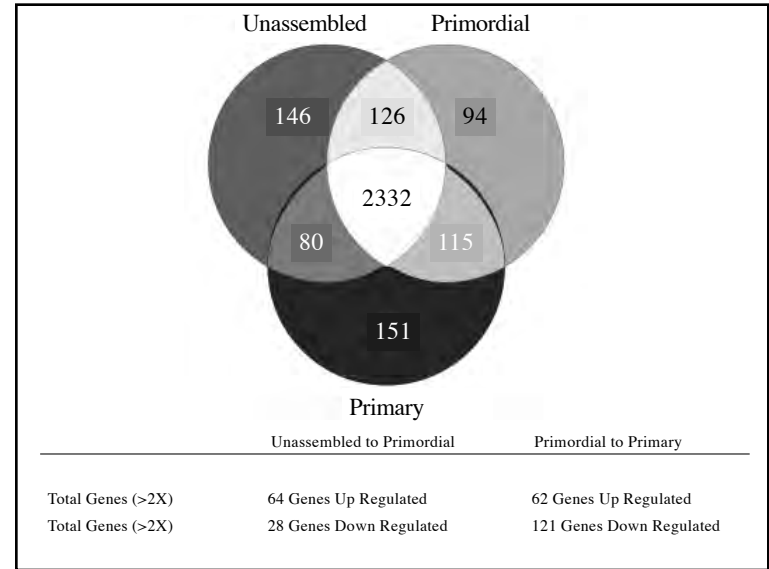 Unassembled Primordial
146 126 94
2332
80 115
151
Primary
Unassembled to Primordial Primordial to Primary
Total Genes (>2X) 64 Genes Up Regulated 62 Genes Up Regulated
Total Genes (>2X) 28 Genes Down Regulated 121 Genes Down Regulated